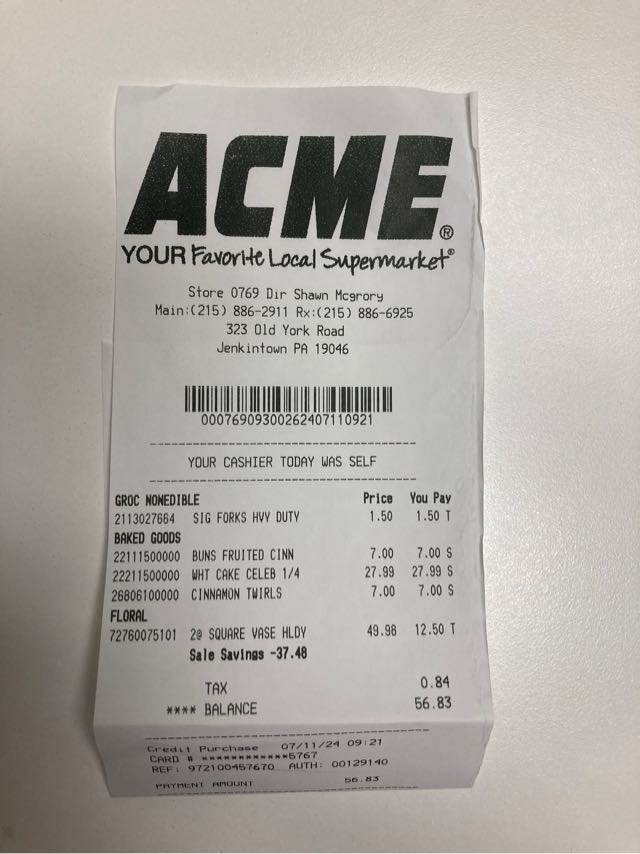 ACME®
YOUR Favorite Local Supermarket®
Store 0769 Dir Shawn Mcgrory
Main:(215) 886-2911 Rx:(215) 886-6925
323 Old York Road
Jenkintown PA 19046
00076909300262407110921
YOUR CASHIER TODAY WAS SELF
GROC NONEDIBLE Price You Pay
2113027664 SIG FORKS HVY DUTY 1.50 1.50 T
BAKED GOODS
22111500000 BUNS FRUITED CINN 7.00 7.00 S
22211500000 WHT CAKE CELEB 1/4 27.99 27.99 S
26806100000 CINNAMON TWIRLS 7.00 7.00 S
FLORAL
72760075101 2@ SQUARE VASE HLDY 49.98 12.50 T
Sale Savings -37.48
TAX 0.84
**** BALANCE 56.83
Credit Purchase 07/11/24 09:21
CARD # ************5767
REF: 972100457670 AUTH: 00129140
PAYMENT AMOUNT 56.83